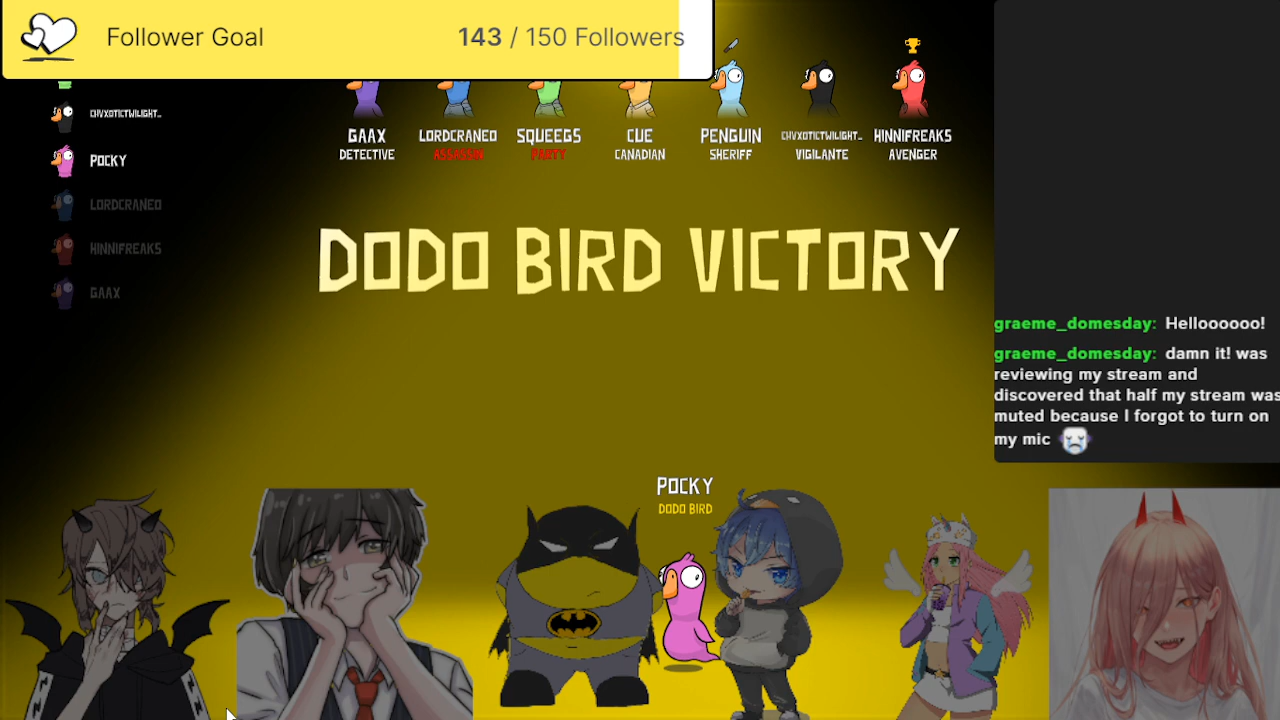 Follower Goal 143 / 150 Followers
CHVXOTICTWILIGHT...
POCKY
LORDCRANEO
HINNIFREAKS
GAAX
GAAX LORDCRANEO SQUEEGS CUE PENGUIN CHVXOTICTWILIGHT... HINNIFREAKS
DETECTIVE ASSASSIN PARTY CANADIAN SHERIFF VIGILANTE AVENGER
DODO BIRD VICTORY
POCKY
DODO BIRD
graeme_domesday: Helloooooo!
graeme_domesday: damn it! was
reviewing my stream and
discovered that half my stream was
muted because I forgot to turn on
my mic